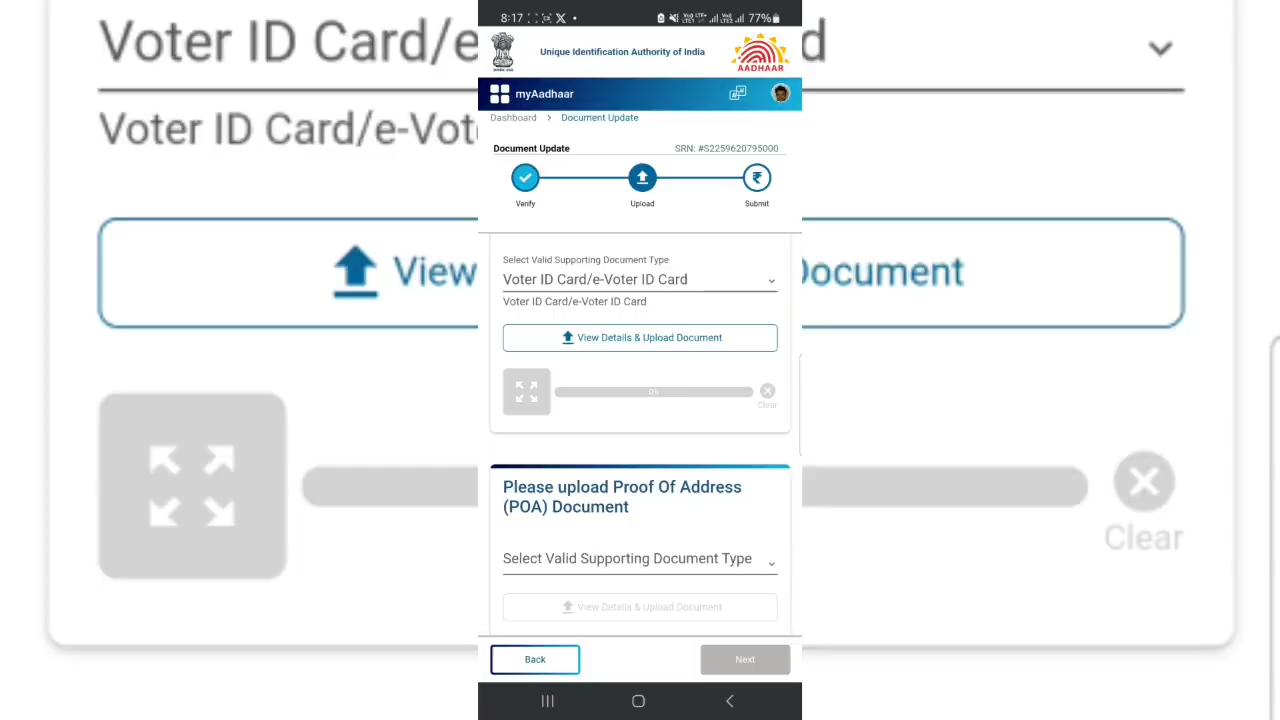 Voter ID Card/e
d
Voter ID Card/e-Vot
View
Document
Clear
8:17
77%
Unique Identification Authority of India
AADHAAR
myAadhaar
Dashboard > Document Update
Document Update
SRN: #S2259620795000
Verify
Upload
Submit
Select Valid Supporting Document Type
Voter ID Card/e-Voter ID Card
Voter ID Card/e-Voter ID Card
View Details & Upload Document
0%
Clear
Please upload Proof Of Address
(POA) Document
Select Valid Supporting Document Type
View Details & Upload Document
Back
Next